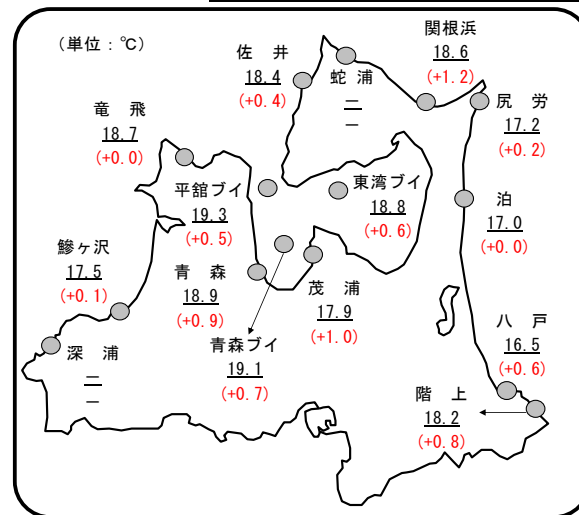 (単位：℃)
関根浜
18.6
(+1.2)
佐　井
18.4
(+0.4)
蛇 浦
－
－
尻　労
17.2
(+0.2)
竜　飛
18.7
(+0.0)
平舘ブイ
19.3
(+0.5)
東湾ブイ
18.8
(+0.6)
泊
17.0
(+0.0)
鰺ヶ沢
17.5
(+0.1)
青　森
18.9
(+0.9)
茂　浦
17.9
(+1.0)
八　戸
16.5
(+0.6)
深　浦
－
－
青森ブイ
19.1
(+0.7)
階　上
18.2
(+0.8)